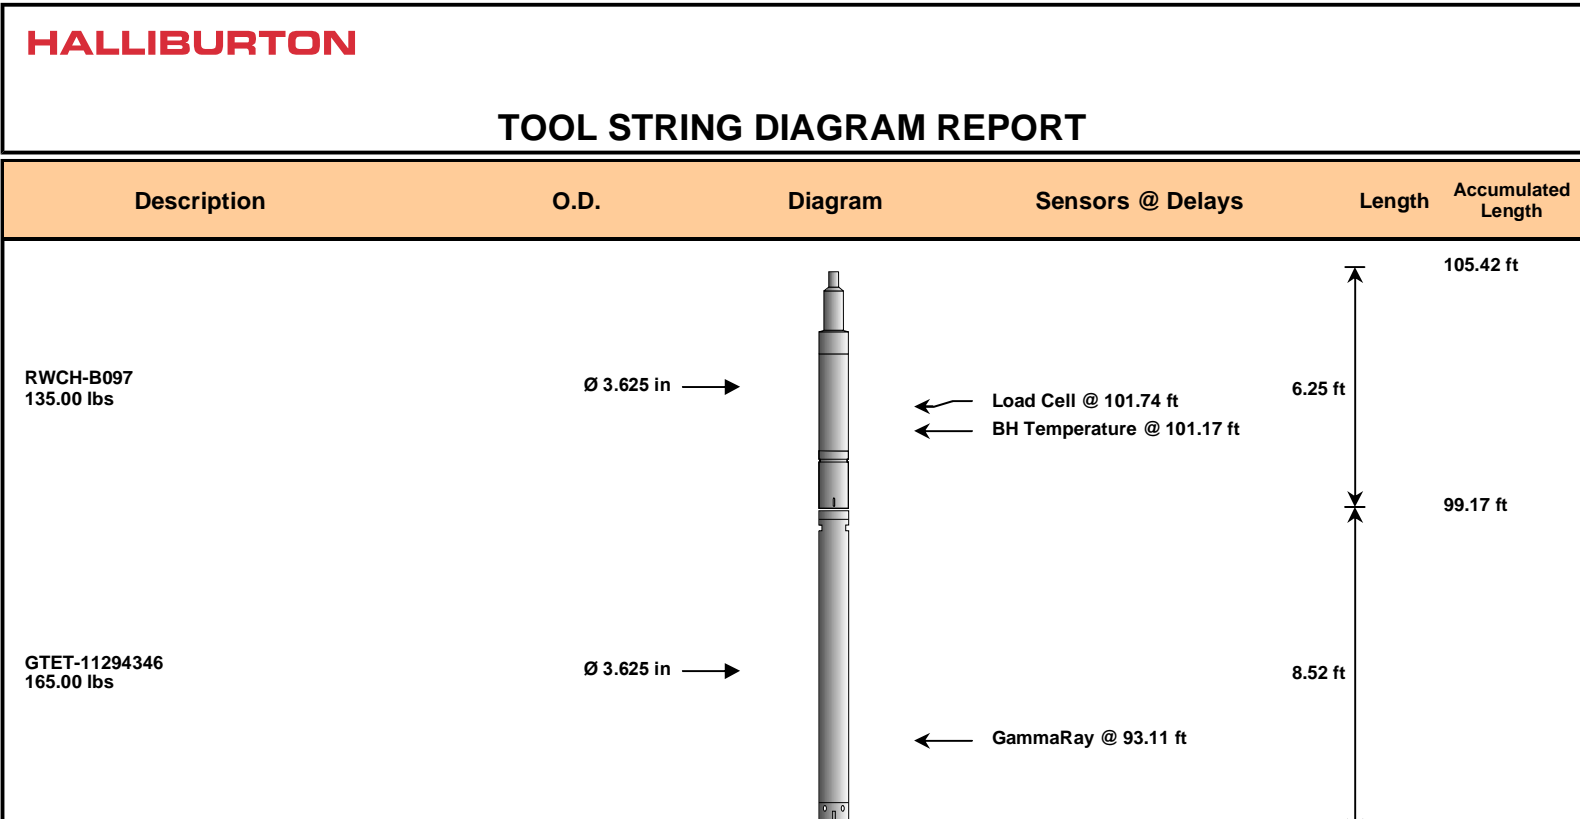 HALLIBURTON
TOOL STRING DIAGRAM REPORT
Description O.D. Diagram Sensors @ Delays Length Accumulated Length
105.42 ft
RWCH-B097
135.00 lbs
Ø 3.625 in
Load Cell @ 101.74 ft
BH Temperature @ 101.17 ft
6.25 ft
99.17 ft
GTET-11294346
165.00 lbs
Ø 3.625 in
8.52 ft
GammaRay @ 93.11 ft